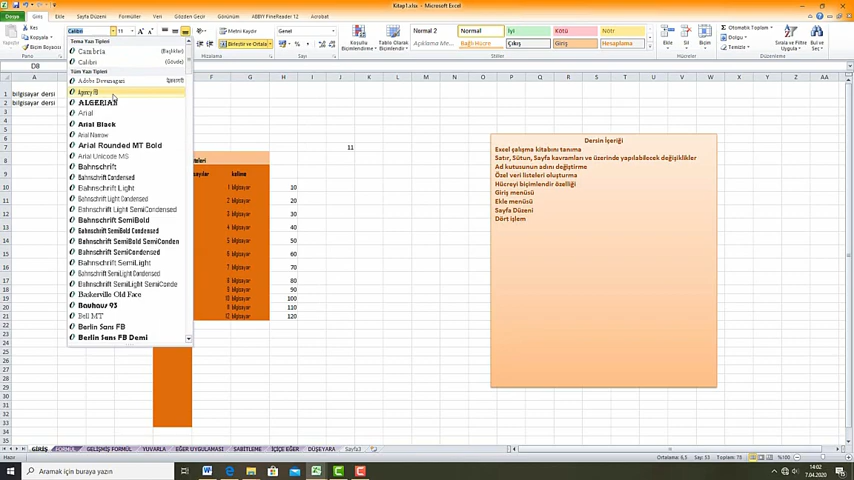 Kitap1.xlsx - Microsoft Excel
Dosya Giriş Ekle Sayfa Düzeni Formüller Veri Gözden Geçir Görünüm ABBYY FineReader 12 Acrobat
Kes
Kopyala
Biçim Boyacısı
Yapıştır
Pano
Calibri 11
Metni Kaydır
Birleştir ve Ortala
Genel
Koşullu Biçimlendirme
Tablo Olarak Biçimlendir
Normal 2 Normal İyi Kötü Nötr
Açıklama Me... Bağlı Hücre Çıkış Giriş Hesaplama
Ekle Sil Biçim
Otomatik Toplam
Dolgu
Temizle
Sırala ve Filtre Uygula
Bul ve Seç
Stiller
Hücreler
Düzenleme
Tema Yazı Tipleri
Cambria (Başlıklar)
Calibri (Gövde)
Tüm Yazı Tipleri
Adobe Devanagari
Agency FB
ALGERIAN
Arial
Arial Black
Arial Narrow
Arial Rounded MT Bold
Arial Unicode MS
Bahnschrift
Bahnschrift Condensed
Bahnschrift Light
Bahnschrift Light Condensed
Bahnschrift Light SemiCondensed
Bahnschrift SemiBold
Bahnschrift SemiBold Condensed
Bahnschrift SemiBold SemiConden
Bahnschrift SemiCondensed
Bahnschrift SemiLight
Bahnschrift SemiLight Condensed
Bahnschrift SemiLight SemiConde
Baskerville Old Face
Bauhaus 93
Bell MT
Berlin Sans FB
Berlin Sans FB Demi
D8
A F G H I J K L M N O P Q R S T U V W X Y Z AA
bilgisayar dersi
bilgisayar dersi
11
kelime
1 bilgisayar 10
2 bilgisayar 20
3 bilgisayar 30
4 bilgisayar 40
5 bilgisayar 50
6 bilgisayar 60
7 bilgisayar 70
8 bilgisayar 80
9 bilgisayar 90
10 bilgisayar 100
11 bilgisayar 110
12 bilgisayar 120
Dersin İçeriği
Excel çalışma kitabını tanıma
Satır, Sütun, Sayfa kavramları ve üzerinde yapılabilecek değişiklikler
Ad kutusunun adını değiştirme
Özel veri listeleri oluşturma
Hücreyi biçimlendir özelliği
Giriş menüsü
Ekle menüsü
Sayfa Düzeni
Dört işlem
GİRİŞ FORMÜL GELİŞMİŞ FORMÜL YUVARLA EĞER UYGULAMASI SABİTLEME İÇİÇE EĞER DÜŞEYARA Sayfa3
Hazır
Ortalama: 6,5 Sayım: 53 Toplam: 78 %100
Aramak için buraya yazın
14:02
7.04.2020